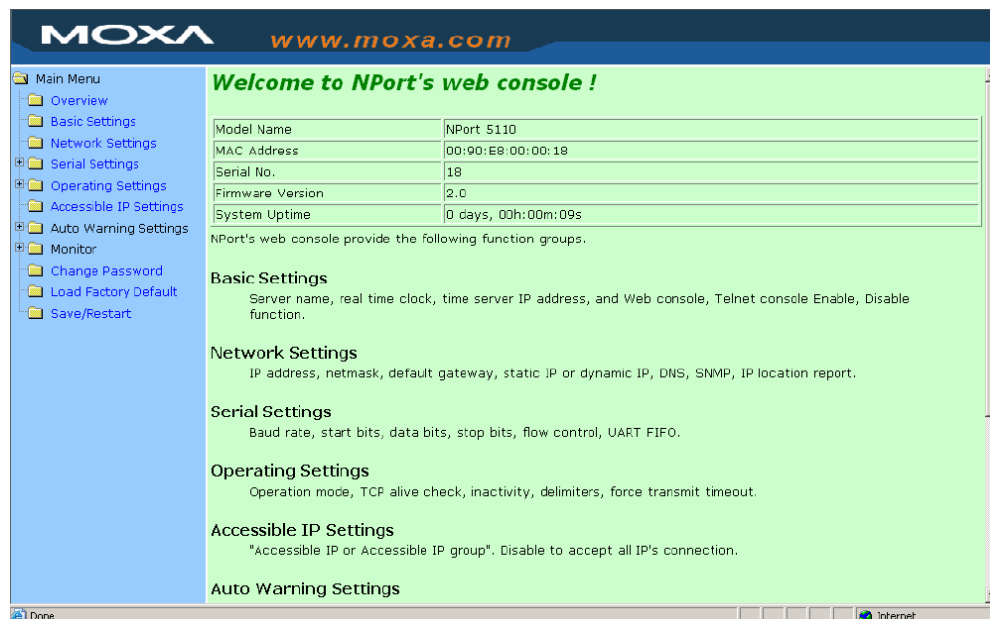 MOXA www.moxa.com
Main Menu
Overview
Basic Settings
Network Settings
Serial Settings
Operating Settings
Accessible IP Settings
Auto Warning Settings
Monitor
Change Password
Load Factory Default
Save/Restart
Welcome to NPort's web console !
Model Name NPort 5110
MAC Address 00:90:E8:00:00:18
Serial No. 18
Firmware Version 2.0
System Uptime 0 days, 00h:00m:09s
NPort's web console provide the following function groups.
Basic Settings
Server name, real time clock, time server IP address, and Web console, Telnet console Enable, Disable
function.
Network Settings
IP address, netmask, default gateway, static IP or dynamic IP, DNS, SNMP, IP location report.
Serial Settings
Baud rate, start bits, data bits, stop bits, flow control, UART FIFO.
Operating Settings
Operation mode, TCP alive check, inactivity, delimiters, force transmit timeout.
Accessible IP Settings
"Accessible IP or Accessible IP group". Disable to accept all IP's connection.
Auto Warning Settings
Done Internet